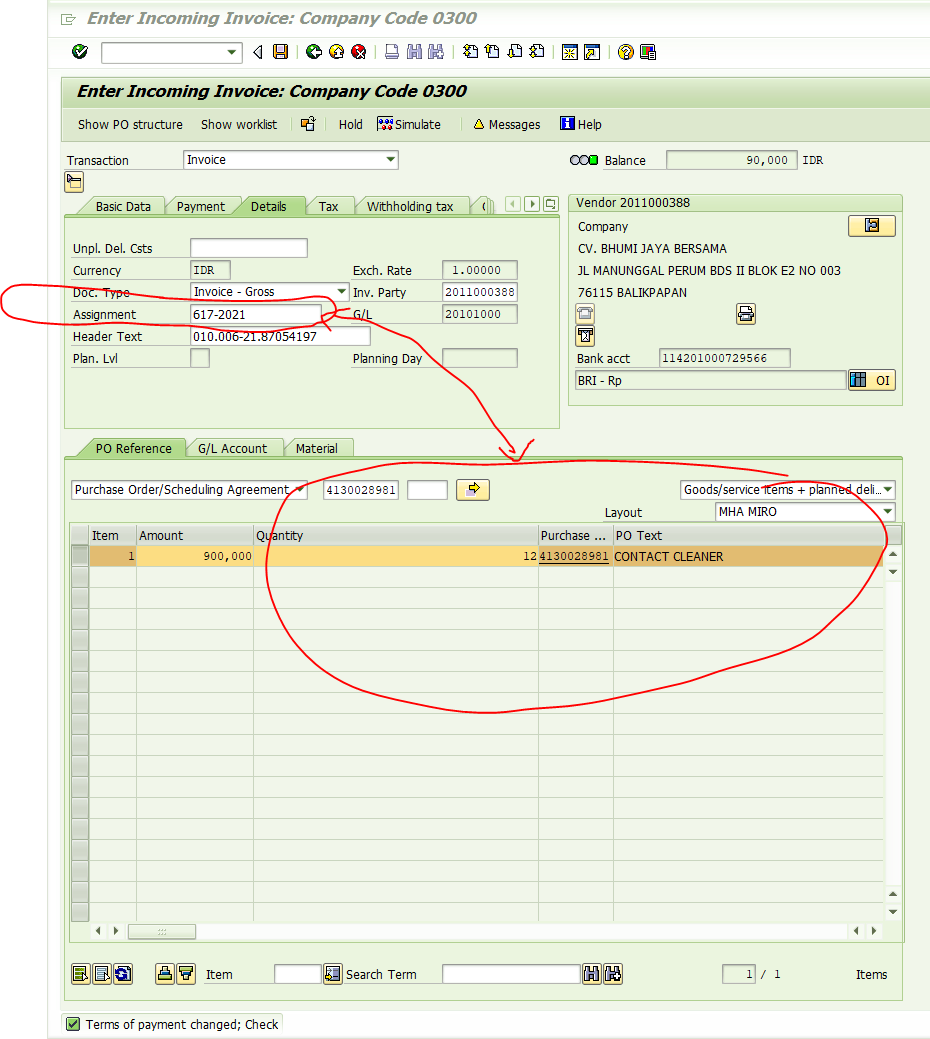 Enter Incoming Invoice: Company Code 0300
Enter Incoming Invoice: Company Code 0300
Show PO structure Show worklist Hold Simulate Messages Help
Transaction Invoice Balance 90,000 IDR
Basic Data Payment Details Tax Withholding tax
Vendor 2011000388
Unpl. Del. Csts
Currency IDR Exch. Rate 1.00000
Doc. Type Invoice - Gross Inv. Party 2011000388
Assignment 617-2021 G/L 20101000
Header Text 010.006-21.87054197
Plan. Lvl Planning Day
Company
CV. BHUMI JAYA BERSAMA
JL MANUNGGAL PERUM BDS II BLOK E2 NO 003
76115 BALIKPAPAN
Bank acct 114201000729566
BRI - Rp OI
PO Reference G/L Account Material
Purchase Order/Scheduling Agreement 4130028981 Goods/service items + planned deli...
Layout MHA MIRO
Item Amount Quantity Purchase ... PO Text
1 900,000 12 4130028981 CONTACT CLEANER
Item Search Term 1 / 1 Items
Terms of payment changed; Check